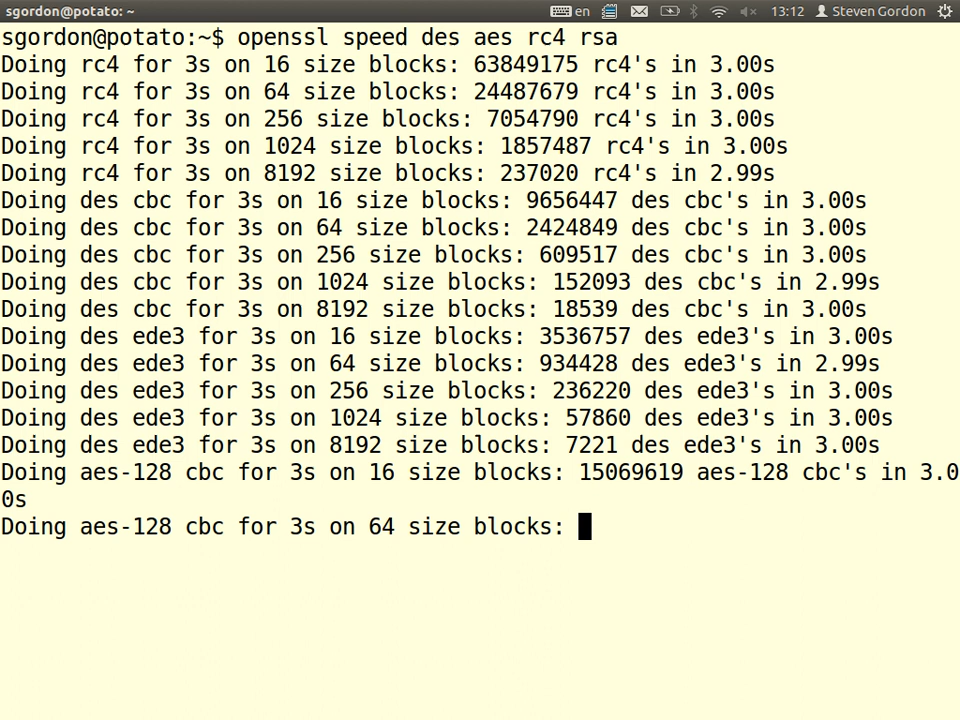 sgordon@potato: ~ en 13:12 Steven Gordon
sgordon@potato:~$ openssl speed des aes rc4 rsa
Doing rc4 for 3s on 16 size blocks: 63849175 rc4's in 3.00s
Doing rc4 for 3s on 64 size blocks: 24487679 rc4's in 3.00s
Doing rc4 for 3s on 256 size blocks: 7054790 rc4's in 3.00s
Doing rc4 for 3s on 1024 size blocks: 1857487 rc4's in 3.00s
Doing rc4 for 3s on 8192 size blocks: 237020 rc4's in 2.99s
Doing des cbc for 3s on 16 size blocks: 9656447 des cbc's in 3.00s
Doing des cbc for 3s on 64 size blocks: 2424849 des cbc's in 3.00s
Doing des cbc for 3s on 256 size blocks: 609517 des cbc's in 3.00s
Doing des cbc for 3s on 1024 size blocks: 152093 des cbc's in 2.99s
Doing des cbc for 3s on 8192 size blocks: 18539 des cbc's in 3.00s
Doing des ede3 for 3s on 16 size blocks: 3536757 des ede3's in 3.00s
Doing des ede3 for 3s on 64 size blocks: 934428 des ede3's in 2.99s
Doing des ede3 for 3s on 256 size blocks: 236220 des ede3's in 3.00s
Doing des ede3 for 3s on 1024 size blocks: 57860 des ede3's in 3.00s
Doing des ede3 for 3s on 8192 size blocks: 7221 des ede3's in 3.00s
Doing aes-128 cbc for 3s on 16 size blocks: 15069619 aes-128 cbc's in 3.0
0s
Doing aes-128 cbc for 3s on 64 size blocks: